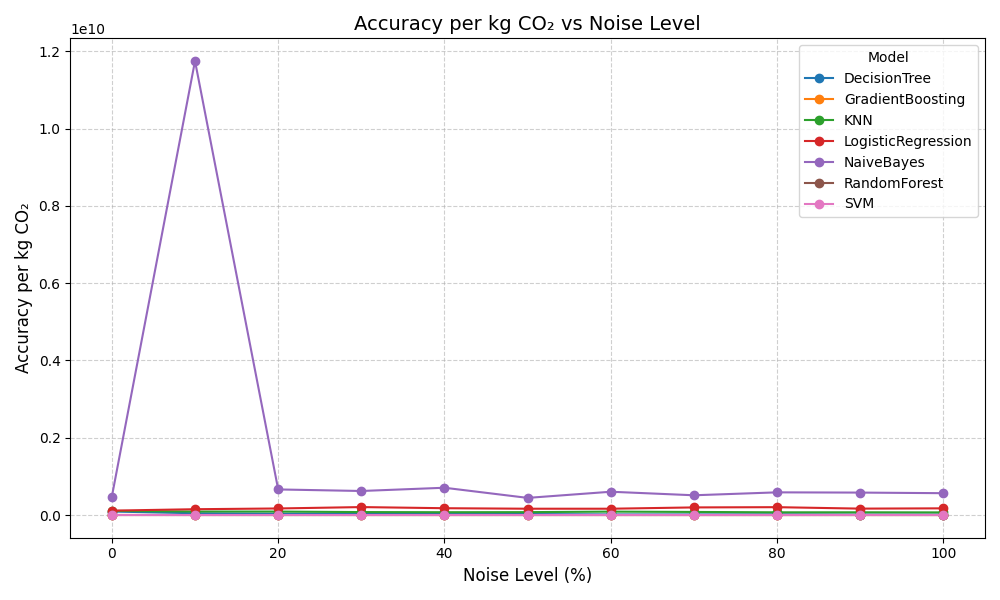 Accuracy per kg CO₂ vs Noise Level
1e10
1.2
1.0
0.8
0.6
0.4
0.2
0.0
Accuracy per kg CO₂
0 20 40 60 80 100
Noise Level (%)
Model
DecisionTree
GradientBoosting
KNN
LogisticRegression
NaiveBayes
RandomForest
SVM